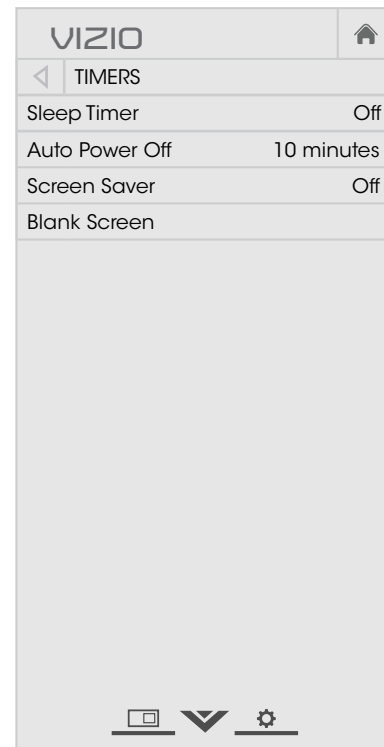 VIZIO
TIMERS
Sleep Timer Off
Auto Power Off 10 minutes
Screen Saver Off
Blank Screen